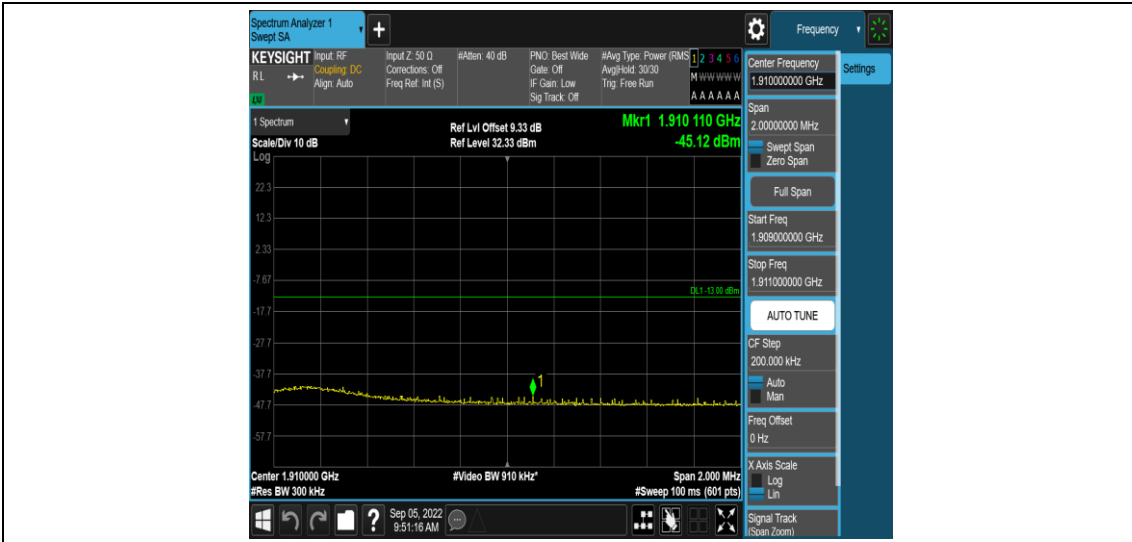 Spectrum Analyzer 1
Swept SA
+
Frequency
KEYSIGHT
RL
LXI
Input: RF
Coupling: DC
Align: Auto
Input Z: 50 Ω
Corrections: Off
Freq Ref: Int (S)
#Atten: 40 dB
PNO: Best Wide
Gate: Off
IF Gain: Low
Sig Track: Off
#Avg Type: Power (RMS
Avg|Hold: 30/30
Trig: Free Run
1 2 3 4 5 6
M W W W W W
A A A A A A
1 Spectrum
Scale/Div 10 dB
Log
Ref Lvl Offset 9.33 dB
Ref Level 32.33 dBm
Mkr1 1.910 110 GHz
-45.12 dBm
22.3
12.3
2.33
-7.67
DL1 -13.00 dBm
-17.7
-27.7
-37.7
1
-47.7
-57.7
Center 1.910000 GHz
#Res BW 300 kHz
#Video BW 910 kHz*
Span 2.000 MHz
#Sweep 100 ms (601 pts)
Center Frequency
1.910000000 GHz
Settings
Span
2.00000000 MHz
Swept Span
Zero Span
Full Span
Start Freq
1.909000000 GHz
Stop Freq
1.911000000 GHz
AUTO TUNE
CF Step
200.000 kHz
Auto
Man
Freq Offset
0 Hz
X Axis Scale
Log
Lin
Signal Track
(Span Zoom)
?
Sep 05, 2022
9:51:16 AM